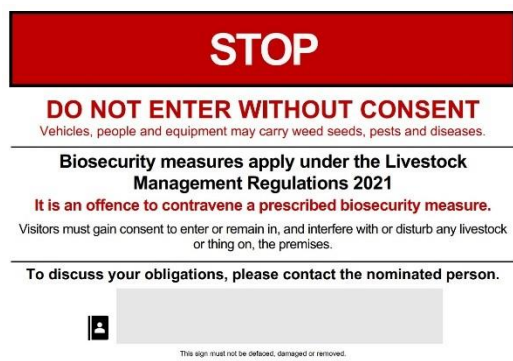 STOP
DO NOT ENTER WITHOUT CONSENT
Vehicles, people and equipment may carry weed seeds, pests and diseases.
Biosecurity measures apply under the Livestock
Management Regulations 2021
It is an offence to contravene a prescribed biosecurity measure.
Visitors must gain consent to enter or remain in, and interfere with or disturb any livestock
or thing on, the premises.
To discuss your obligations, please contact the nominated person.
This sign must not be defaced, damaged or removed.